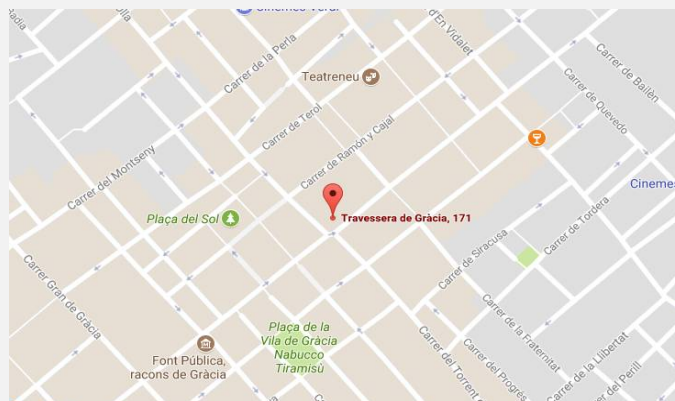 Cinemes Verdi
d'En Vidalet
Carrer de la Perla
Teatreneu
Carrer de Bailèn
Carrer de Quevedo
Carrer de Terol
Carrer de Ramón y Cajal
Carrer del Montseny
Cinemes
Plaça del Sol
Travessera de Gràcia, 171
Carrer de Siracusa
Carrer de Tordera
Carrer Gran de Gràcia
Plaça de la
Vila de Gràcia
Nabucco
Tiramisù
Font Pública,
racons de Gràcia
Carrer de la Fraternitat
Carrer del Torrent
Carrer del Progrés
Carrer de la Llibertat
Carrer del Perill